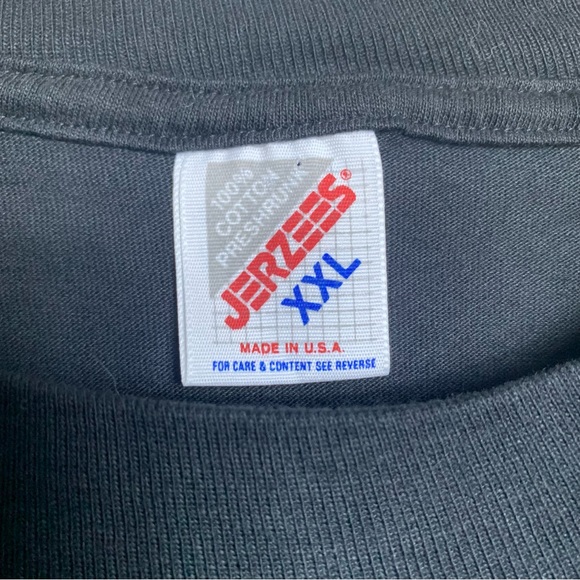 100%
COTTON
PRESHRUNK
JERZEES®
XXL
MADE IN U.S.A.
FOR CARE & CONTENT SEE REVERSE